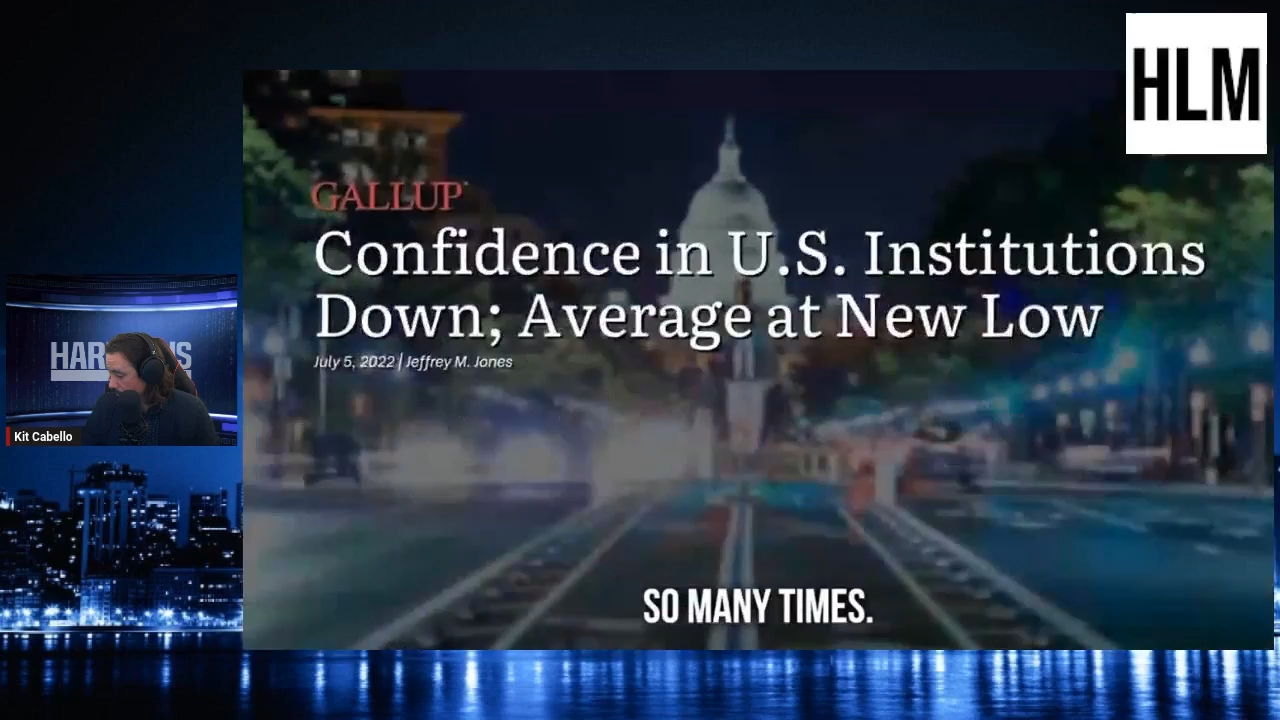 HLM
GALLUP
Confidence in U.S. Institutions
Down; Average at New Low
July 5, 2022 | Jeffrey M. Jones
Kit Cabello
SO MANY TIMES.